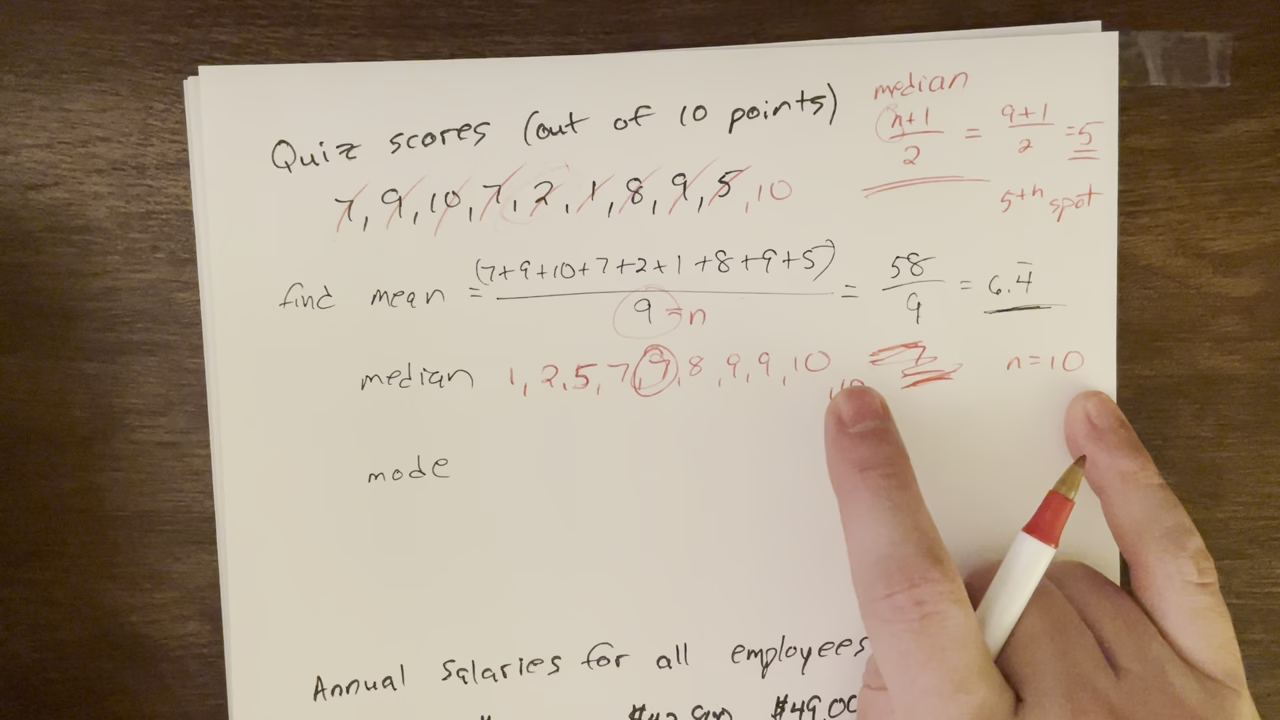 Quiz scores (out of 10 points)
median
n+1/2 = 9+1/2 = 5
5th spot
7, 9, 10, 7, 2, 1, 8, 9, 5, 10
find mean = (7+9+10+7+2+1+8+9+5)/9 = 58/9 = 6.4̄
=n
median 1, 2, 5, 7, 7, 8, 9, 9, 10 n=10
mode
Annual Salaries for all employees